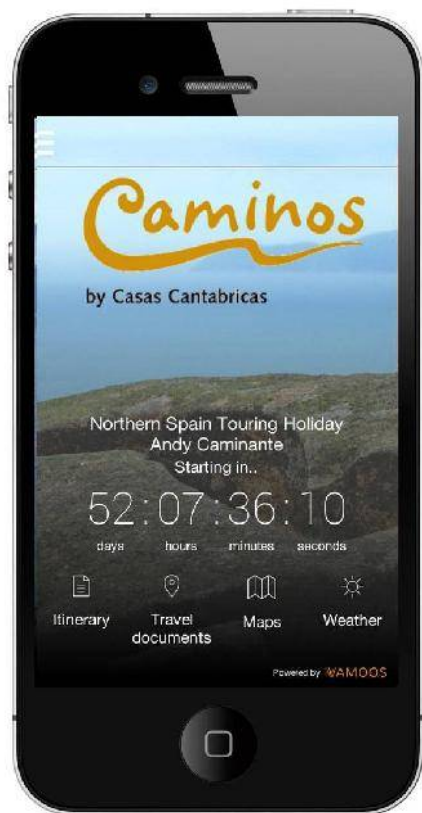 Caminos
by Casas Cantabricas
Northern Spain Touring Holiday
Andy Caminante
Starting in..
52:07:36:10
days hours minutes seconds
Itinerary Travel documents Maps Weather
Powered by VAMOOS